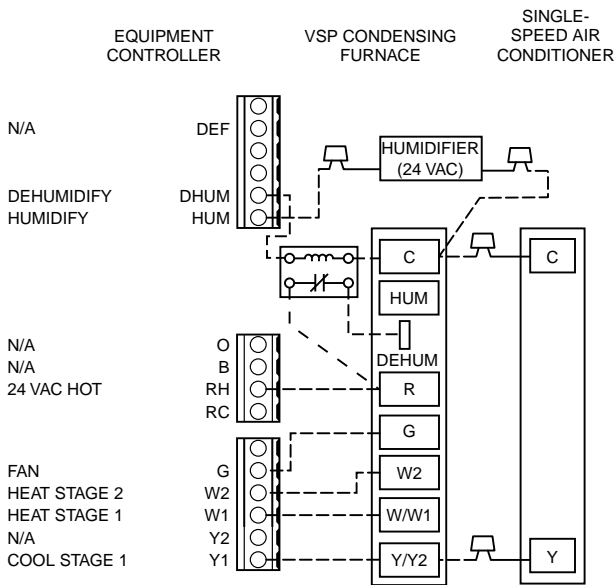 EQUIPMENT
CONTROLLER
VSP CONDENSING
FURNACE
SINGLE-
SPEED AIR
CONDITIONER
N/A DEF
HUMIDIFIER
(24 VAC)
DEHUMIDIFY DHUM
HUMIDIFY HUM
C C
HUM
DEHUM
N/A O
N/A B
24 VAC HOT RH R
RC
G
FAN G
HEAT STAGE 2 W2 W2
HEAT STAGE 1 W1 W/W1
N/A Y2
COOL STAGE 1 Y1 Y/Y2 Y